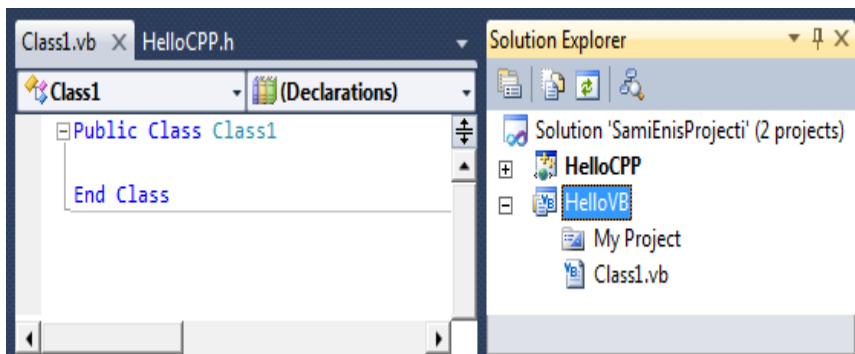 Class1.vb HelloCPP.h
Class1 (Declarations)
Public Class Class1
End Class
Solution Explorer
Solution 'SamiEnisProjecti' (2 projects)
HelloCPP
HelloVB
My Project
Class1.vb